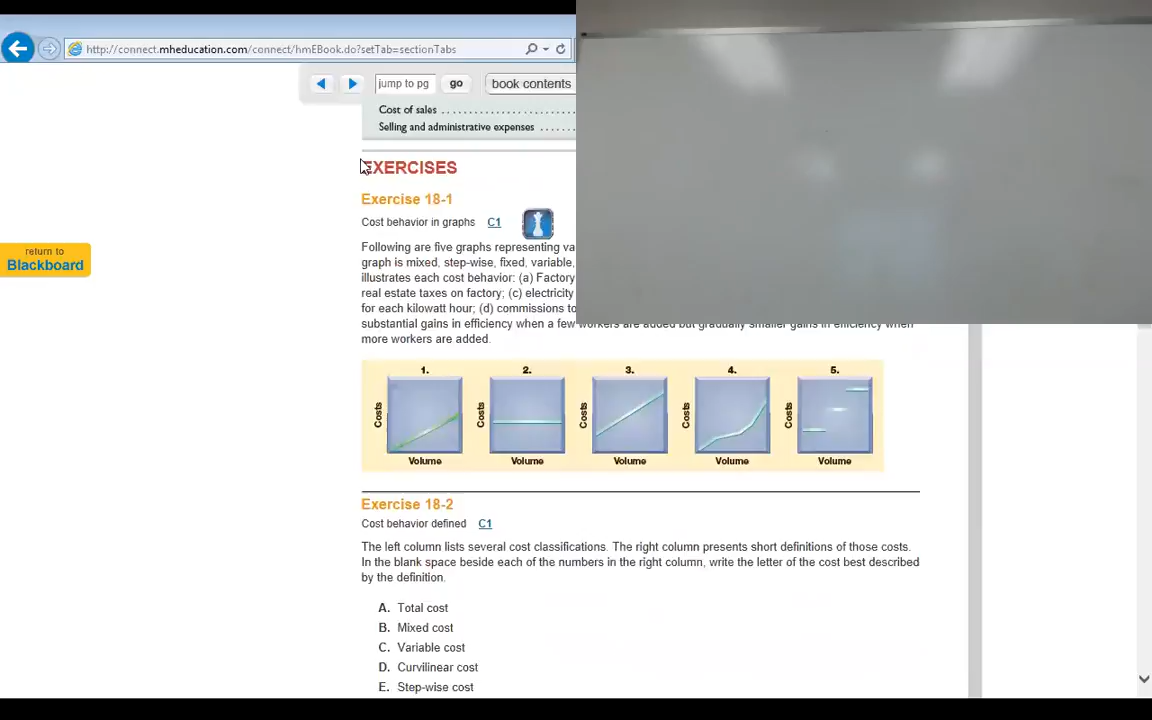 http://connect.mheducation.com/connect/hmEBook.do?setTab=sectionTabs
jump to pg go book contents
Cost of sales
Selling and administrative expenses
EXERCISES
Exercise 18-1
Cost behavior in graphs C1
return to
Blackboard
Following are five graphs representing va
graph is mixed, step-wise, fixed, variable,
illustrates each cost behavior: (a) Factory
real estate taxes on factory; (c) electricity
for each kilowatt hour; (d) commissions to
substantial gains in efficiency when a few workers are added but gradually smaller gains in efficiency when
more workers are added.
1. 2. 3. 4. 5.
Costs Costs Costs Costs Costs
Volume Volume Volume Volume Volume
Exercise 18-2
Cost behavior defined C1
The left column lists several cost classifications. The right column presents short definitions of those costs.
In the blank space beside each of the numbers in the right column, write the letter of the cost best described
by the definition.
A. Total cost
B. Mixed cost
C. Variable cost
D. Curvilinear cost
E. Step-wise cost